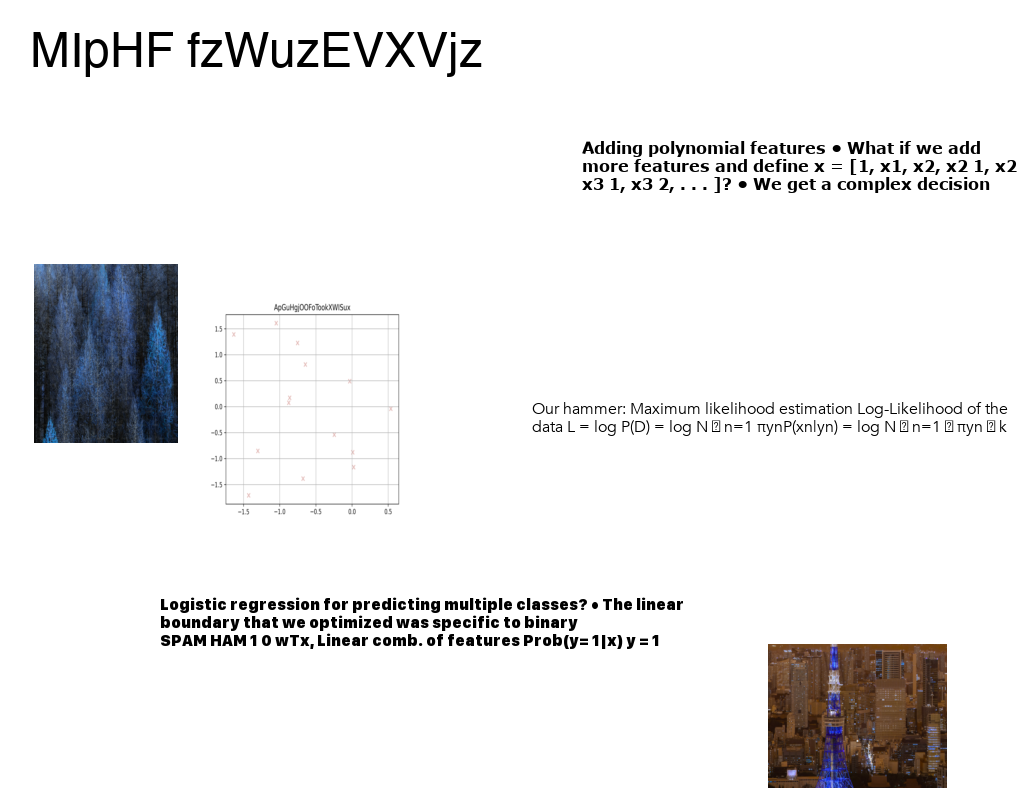 MIpHF fzWuzEVXVjz
Adding polynomial features • What if we add
more features and define x = [1, x1, x2, x2 1, x2
x3 1, x3 2, . . . ]? • We get a complex decision
ApGuHgjOOFoTookXWISux
1.5
1.0
0.5
0.0
−0.5
−1.0
−1.5
−1.5 −1.0 −0.5 0.0 0.5
Our hammer: Maximum likelihood estimation Log-Likelihood of the
data L = log P(D) = log N 􏰀 n=1 πynP(xnlyn) = log N 􏰀 n=1 􏰀 πyn 􏰀 k
Logistic regression for predicting multiple classes? • The linear
boundary that we optimized was specific to binary
SPAM HAM 1 0 wTx, Linear comb. of features Prob(y= 1|x) y = 1